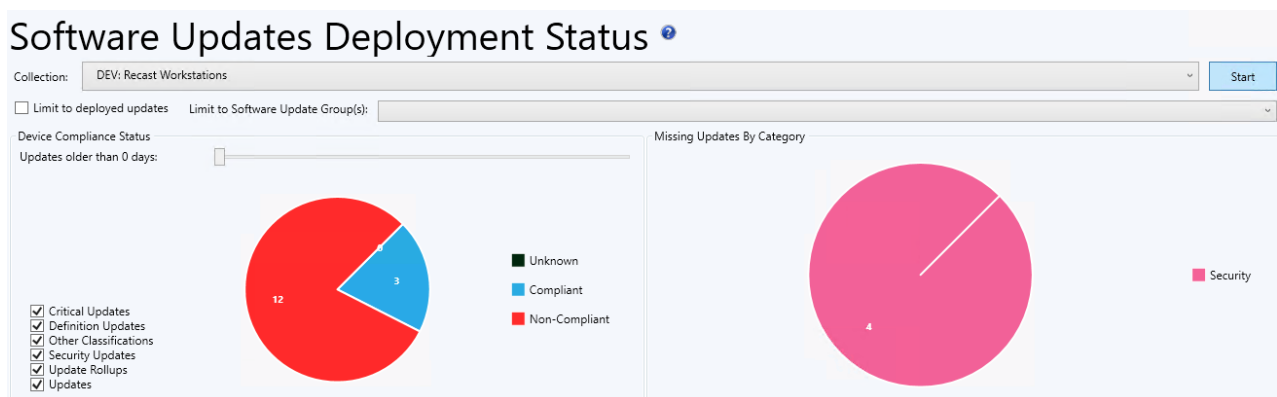 Software Updates Deployment Status
Collection: DEV: Recast Workstations Start
Limit to deployed updates Limit to Software Update Group(s):
Device Compliance Status
Updates older than 0 days:
0
3
12
Unknown
Compliant
Non-Compliant
Critical Updates
Definition Updates
Other Classifications
Security Updates
Update Rollups
Updates
Missing Updates By Category
4
Security